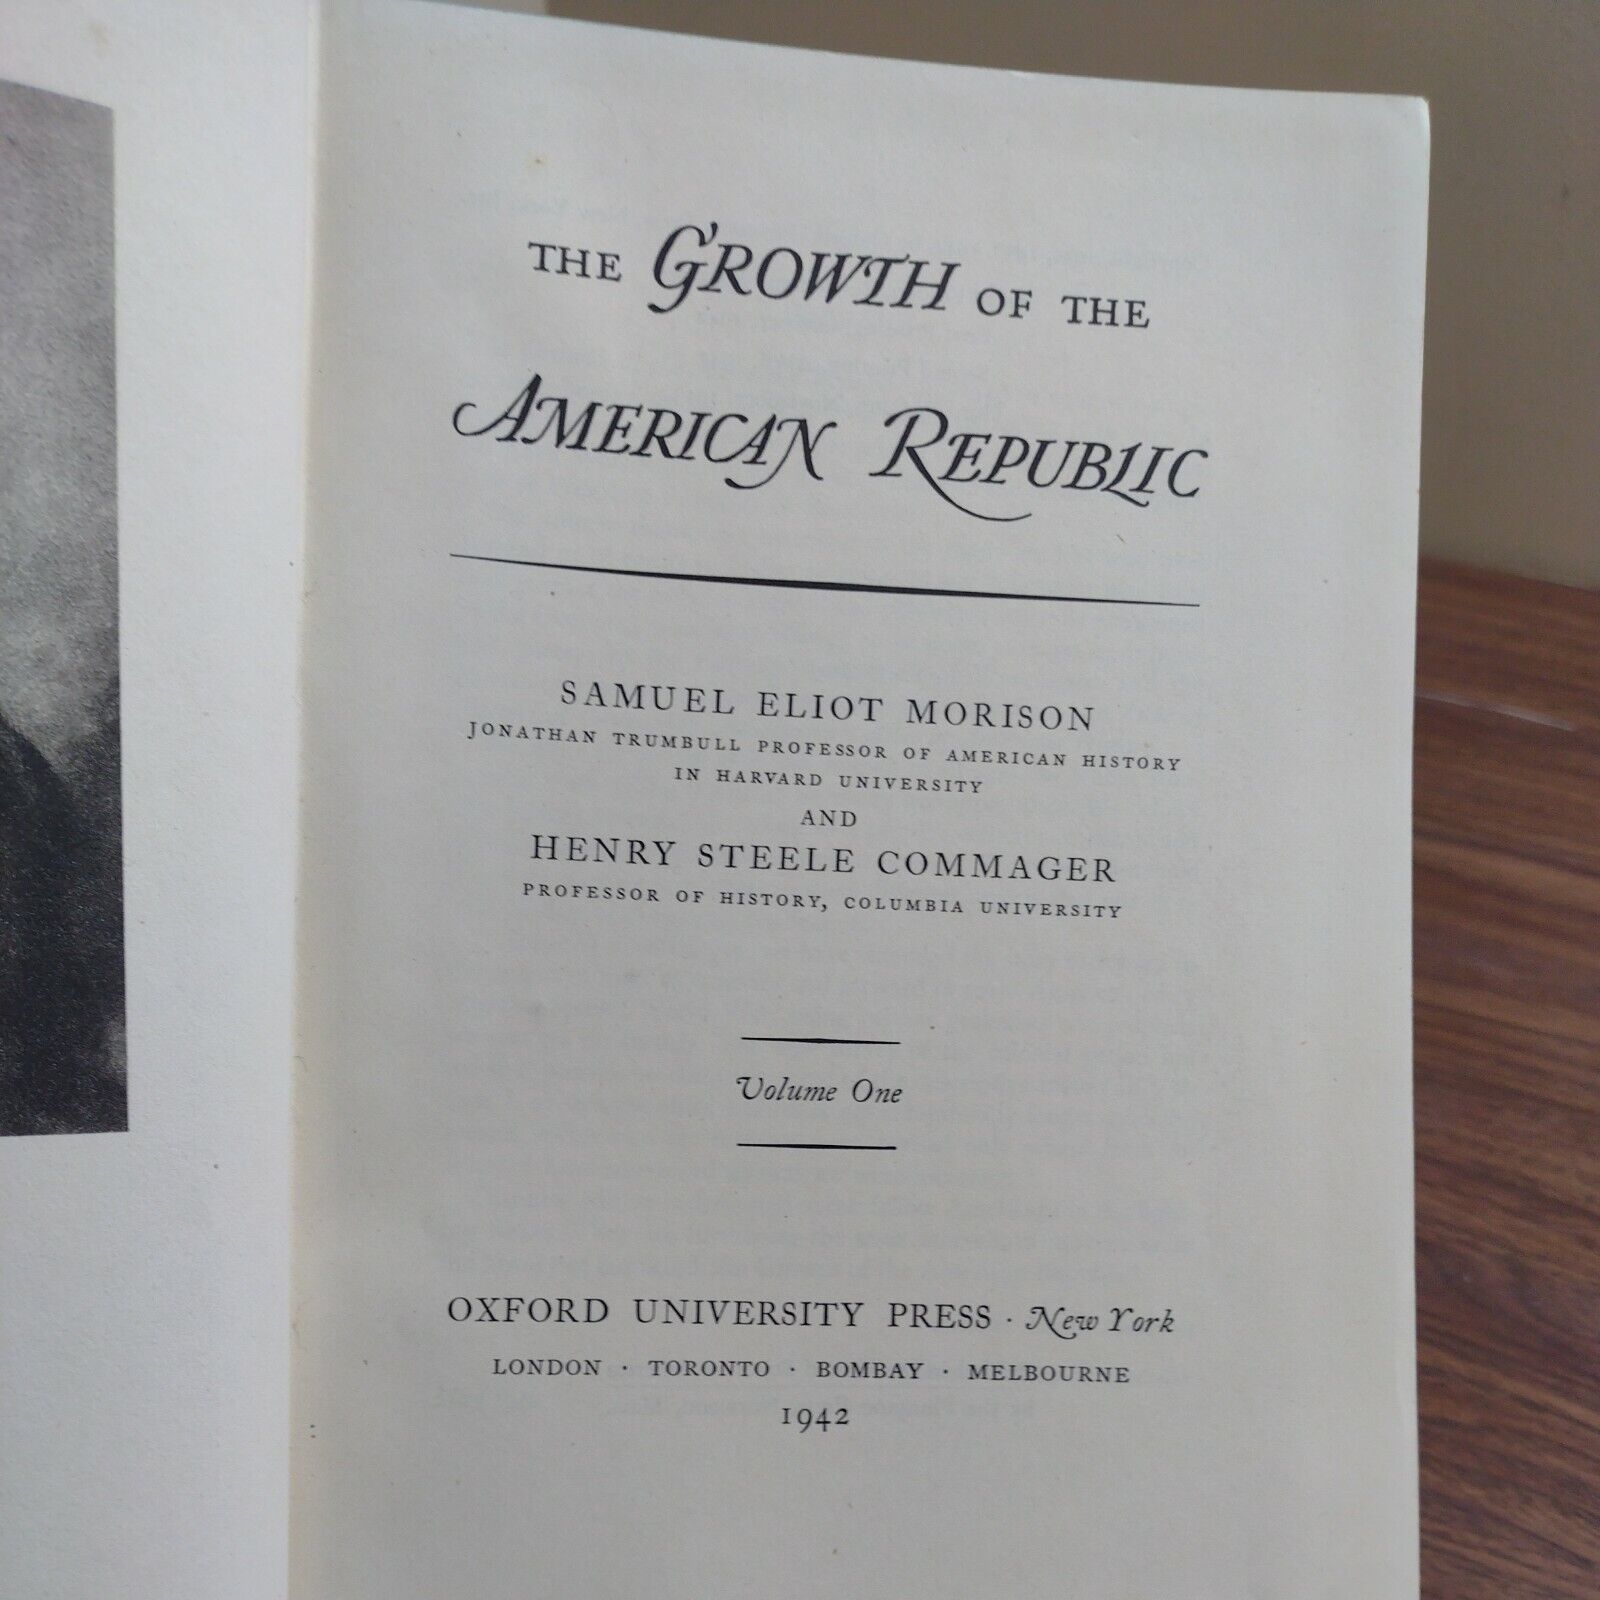 THE GROWTH OF THE
AMERICAN REPUBLIC
SAMUEL ELIOT MORISON
JONATHAN TRUMBULL PROFESSOR OF AMERICAN HISTORY
IN HARVARD UNIVERSITY
AND
HENRY STEELE COMMAGER
PROFESSOR OF HISTORY, COLUMBIA UNIVERSITY
Volume One
OXFORD UNIVERSITY PRESS · New York
LONDON · TORONTO · BOMBAY · MELBOURNE
1942